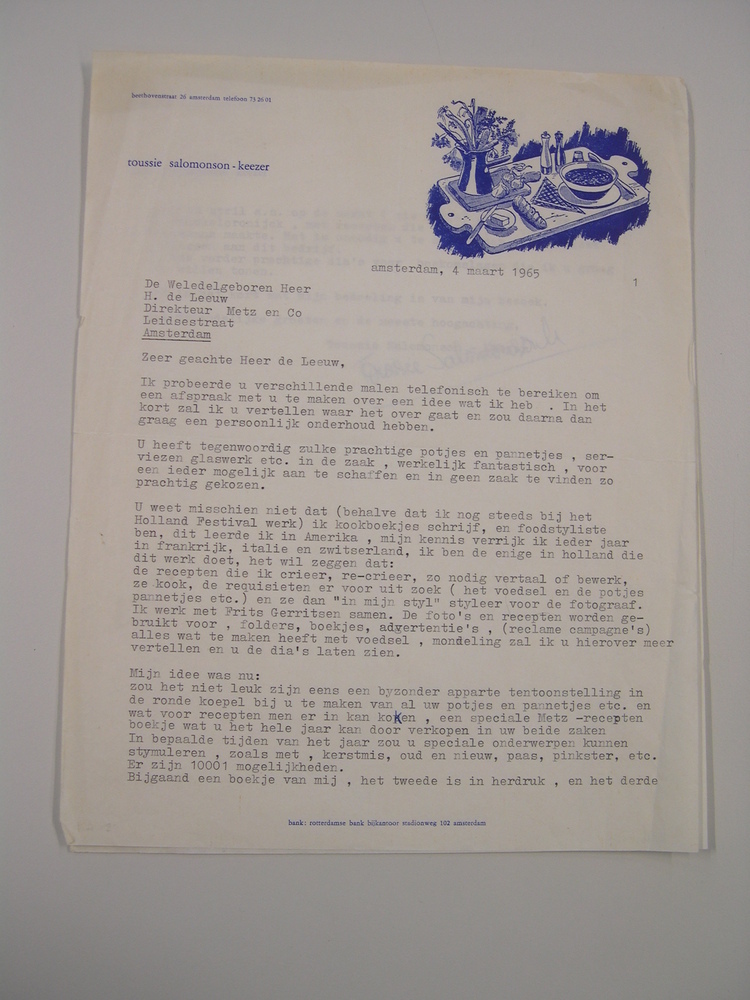 beethovenstraat 26 amsterdam telefoon 73 26 01
toussie salomonson - keezer
amsterdam, 4 maart 1965
1
De Weledelgeboren Heer
H. de Leeuw
Direkteur Metz en Co
Leidsestraat
Amsterdam
Zeer geachte Heer de Leeuw,
Ik probeerde u verschillende malen telefonisch te bereiken om
een afspraak met u te maken over een idee wat ik heb . In het
kort zal ik u vertellen waar het over gaat en zou daarna dan
graag een persoonlijk onderhoud hebben.
U heeft tegenwoordig zulke prachtige potjes en pannetjes , ser-
viezen glaswerk etc. in de zaak , werkelijk fantastisch , voor
een ieder mogelijk aan te schaffen en in geen zaak te vinden zo
prachtig gekozen.
U weet misschien niet dat (behalve dat ik nog steeds bij het
Holland Festival werk) ik kookboekjes schrijf, en foodstyliste
ben, dit leerde ik in Amerika , mijn kennis verrijk ik ieder jaar
in frankrijk, italie en zwitserland, ik ben de enige in holland die
dit werk doet, het wil zeggen dat:
de recepten die ik crieer, re-crieer, zo nodig vertaal of bewerk,
ze kook, de requisieten er voor uit zoek ( het voedsel en de potjes
pannetjes etc.) en ze dan "in mijn styl" styleer voor de fotograaf.
Ik werk met Frits Gerritsen samen. De foto's en recepten worden ge-
bruikt voor , folders, boekjes, advertentie's , (reclame campagne's)
alles wat te maken heeft met voedsel , mondeling zal ik u hierover meer
vertellen en u de dia's laten zien.
Mijn idee was nu:
zou het niet leuk zijn eens een byzonder apparte tentoonstelling in
de ronde koepel bij u te maken van al uw potjes en pannetjes etc. en
wat voor recepten men er in kan koKen , een speciale Metz -recepten
boekje wat u het hele jaar kan door verkopen in uw beide zaken
In bepaalde tijden van het jaar zou u speciale onderwerpen kunnen
stymuleren , zoals met , kerstmis, oud en nieuw, paas, pinkster, etc.
Er zijn 10001 mogelijkheden.
Bijgaand een boekje van mij , het tweede is in herdruk , en het derde
bank: rotterdamse bank bijkantoor stadionweg 102 amsterdam